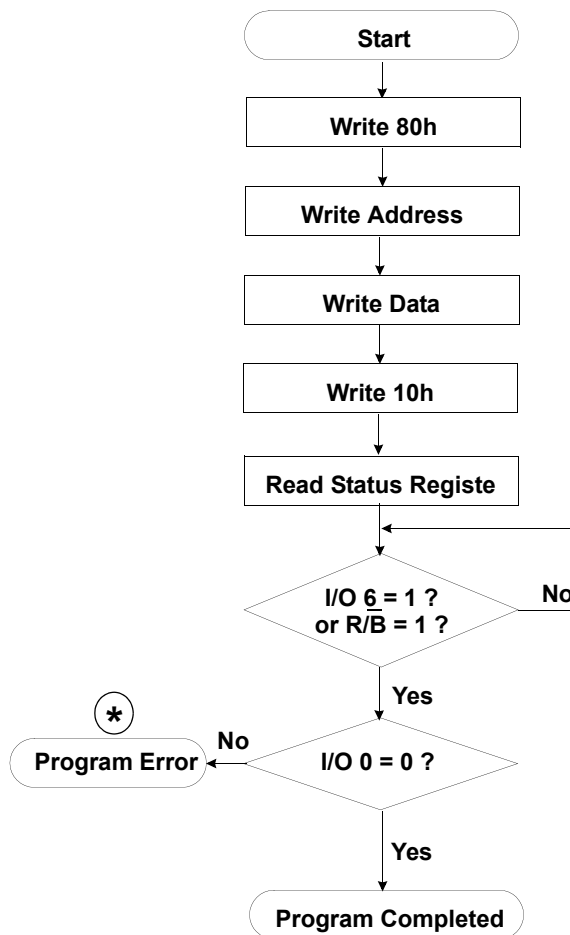 Start
Write 80h
Write Address
Write Data
Write 10h
Read Status Registe
I/O 6 = 1 ?
or R/B̅ = 1 ?
No
Yes
*
No
Program Error
I/O 0 = 0 ?
Yes
Program Completed